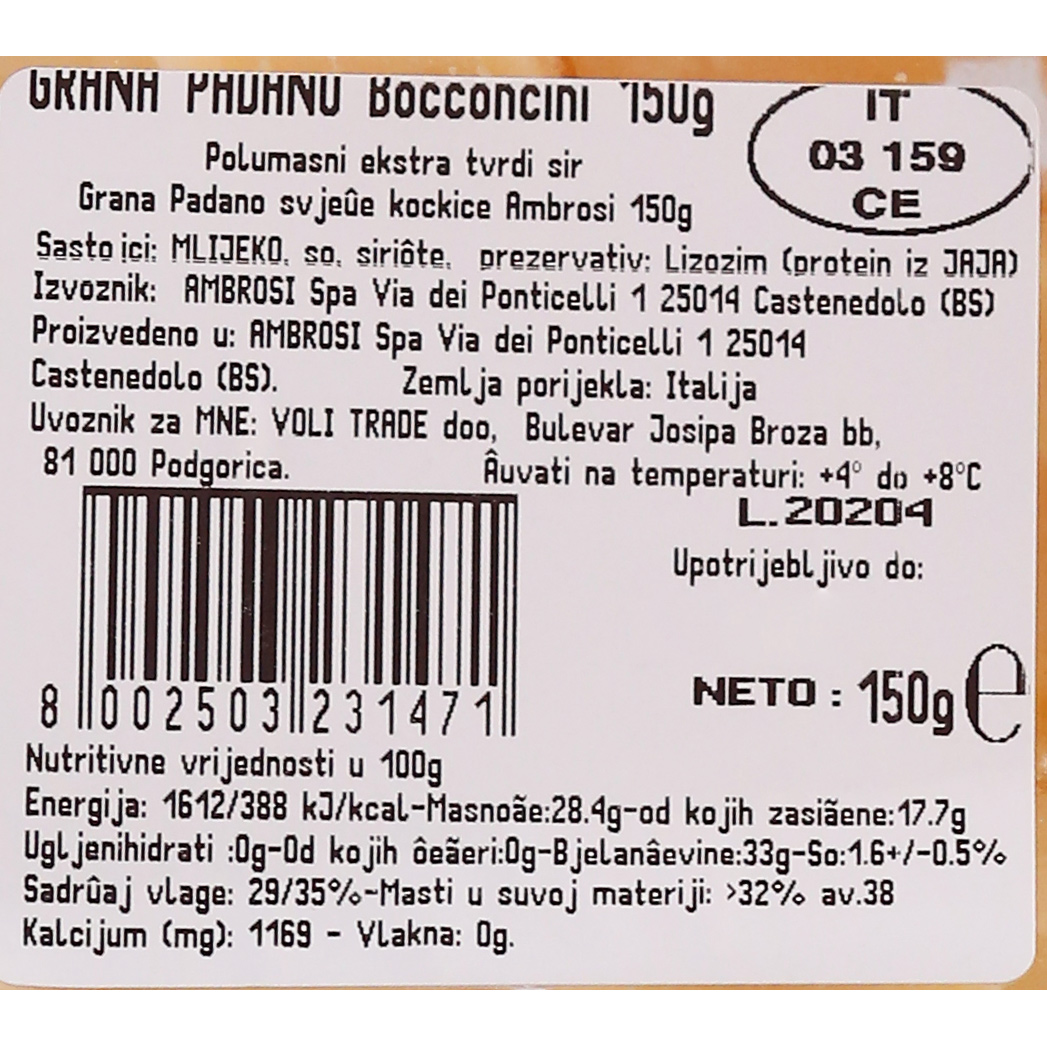 GRANA PADANO Bocconcini 150g
IT
03 159
CE
Polumasni ekstra tvrdi sir
Grana Padano svjeûe kockice Ambrosi 150g
Sastojci: MLIJEKO, so, siriôte, prezervativ: Lizozim (protein iz JAJA)
Izvoznik: AMBROSI Spa Via dei Ponticelli 1 25014 Castenedolo (BS)
Proizvedeno u: AMBROSI Spa Via dei Ponticelli 1 25014
Castenedolo (BS). Zemlja porijekla: Italija
Uvoznik za MNE: VOLI TRADE doo, Bulevar Josipa Broza bb,
81 000 Podgorica. Âuvati na temperaturi: +4° do +8°C
L.20204
Upotrijebljivo do:
NETO : 150g e
8 002503 231471
Nutritivne vrijednosti u 100g
Energija: 1612/388 kJ/kcal-Masnoãe:28.4g-od kojih zasiãene:17.7g
Ugljenihidrati :0g-Od kojih ôeãeri:0g-Bjelanâevine:33g-So:1.6+/-0.5%
Sadrûaj vlage: 29/35%-Masti u suvoj materiji: >32% av.38
Kalcijum (mg): 1169 - Vlakna: 0g.